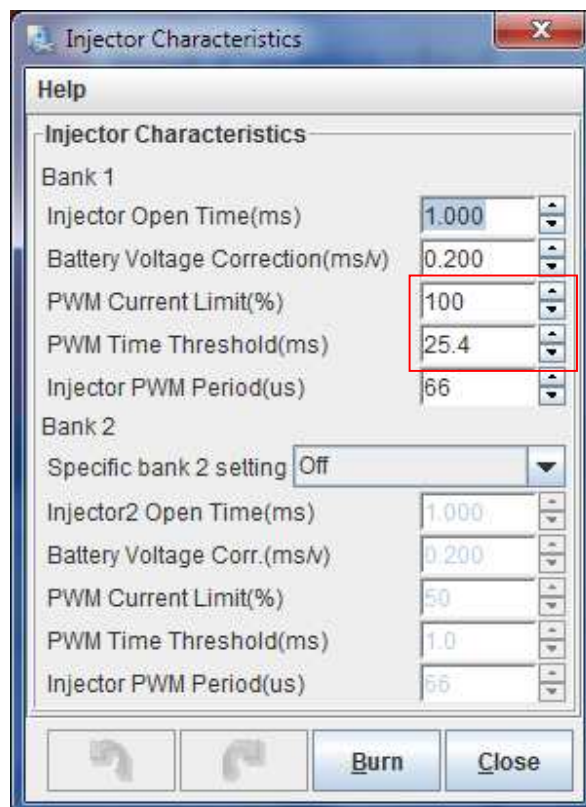 Injector Characteristics
Help
Injector Characteristics
Bank 1
Injector Open Time(ms) 1.000
Battery Voltage Correction(ms/v) 0.200
PWM Current Limit(%) 100
PWM Time Threshold(ms) 25.4
Injector PWM Period(us) 66
Bank 2
Specific bank 2 setting Off
Injector2 Open Time(ms) 1.000
Battery Voltage Corr.(ms/v) 0.200
PWM Current Limit(%) 50
PWM Time Threshold(ms) 1.0
Injector PWM Period(us) 66
Burn Close